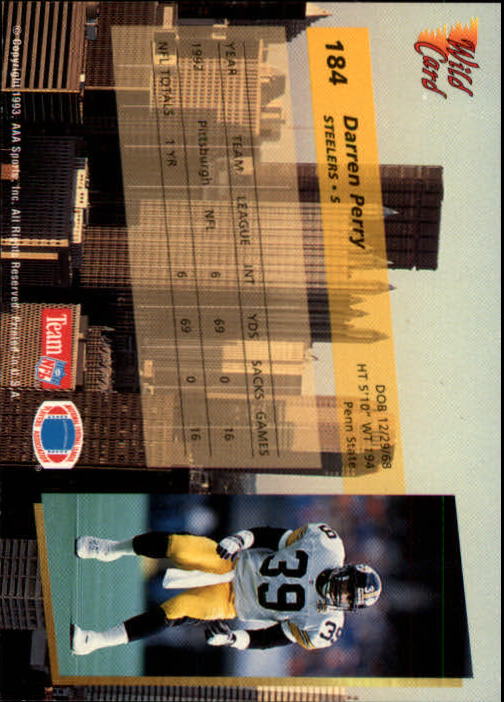 Wild
Card
184 Darren Perry
STEELERS • S
DOB 12/29/68
HT 5'10" WT 194
Penn State
YEAR TEAM LEAGUE INT YDS SACKS GAMES
1992 Pittsburgh NFL 6 69 0 16
NFL TOTALS 1 YR 6 69 0 16
39
39
Team
NFL
© Copyright 1993, AAA Sports, Inc. All Rights Reserved Printed in U.S.A.